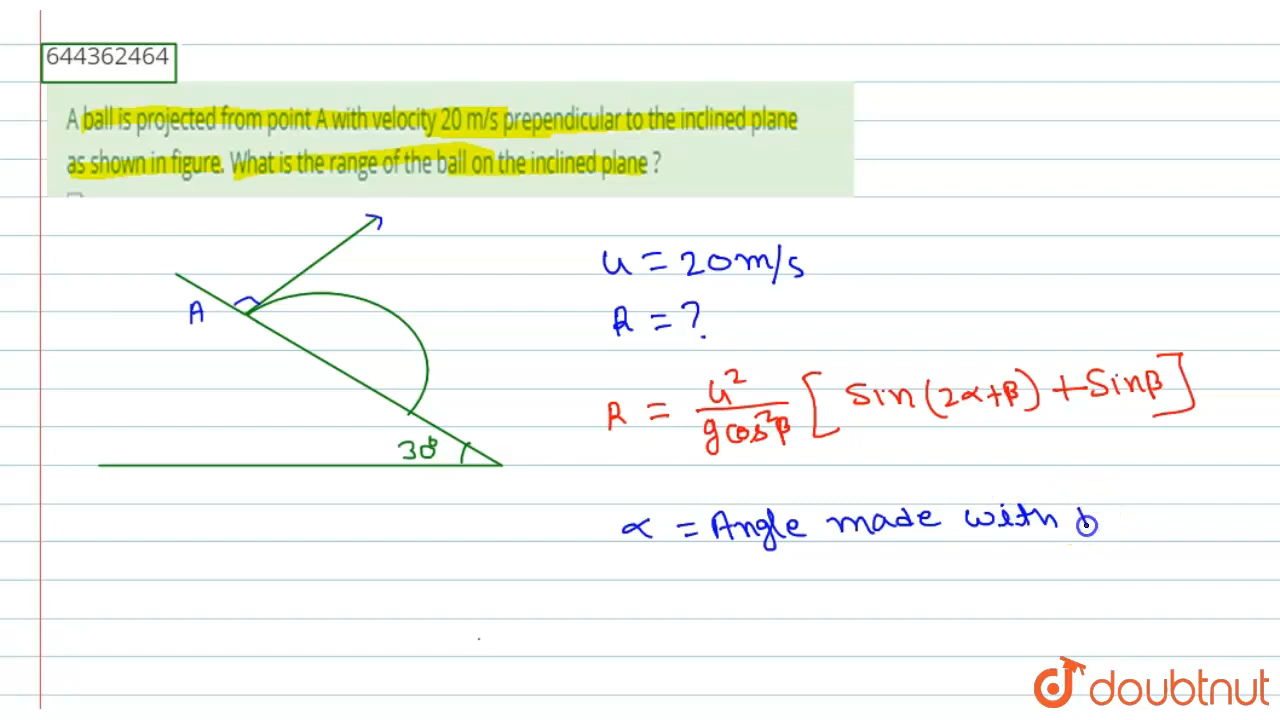 644362464
A ball is projected from point A with velocity 20 m/s prependicular to the inclined plane
as shown in figure. What is the range of the ball on the inclined plane ?
A
30°
u = 20 m/s
R = ?
R = u²/(g cos²β) [ Sin (2α+β) + Sinβ ]
α = Angle made with
doubtnut